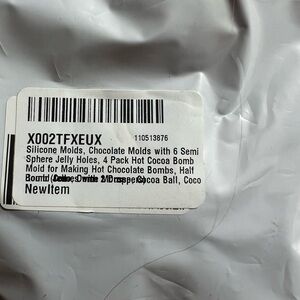 X002TFXEUX
110513876
Silicone Molds, Chocolate Molds with 6 Semi
Sphere Jelly Holes, 4 Pack Hot Cocoa Bomb
Mold for Making Hot Chocolate Bombs, Half
Cocoa Ball, Coco
NewItem